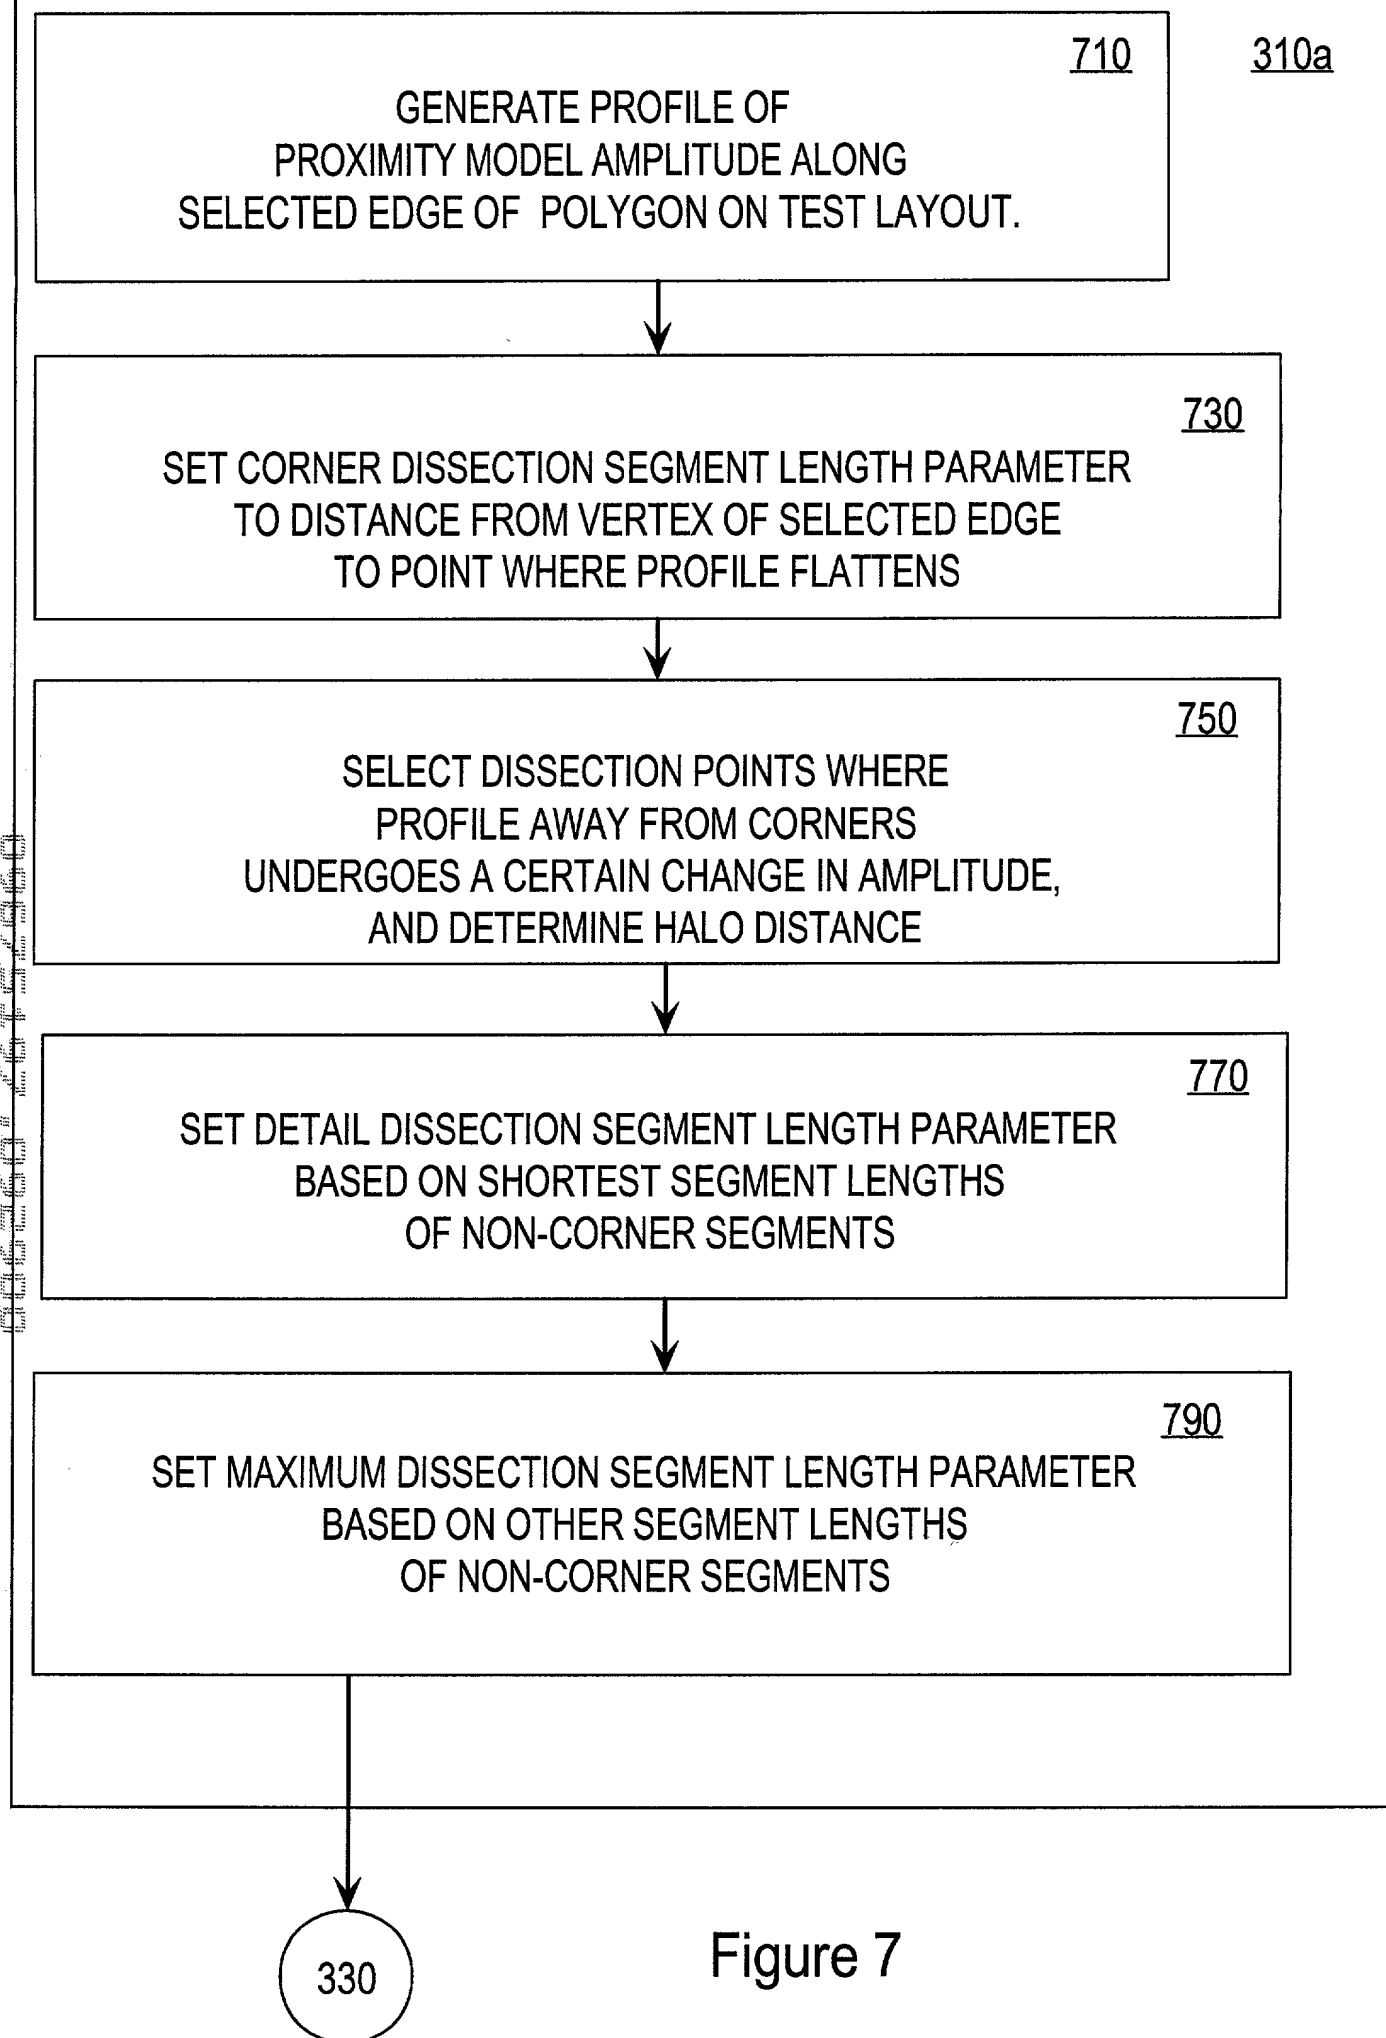 710
310a
GENERATE PROFILE OF
PROXIMITY MODEL AMPLITUDE ALONG
SELECTED EDGE OF POLYGON ON TEST LAYOUT.
730
SET CORNER DISSECTION SEGMENT LENGTH PARAMETER
TO DISTANCE FROM VERTEX OF SELECTED EDGE
TO POINT WHERE PROFILE FLATTENS
750
SELECT DISSECTION POINTS WHERE
PROFILE AWAY FROM CORNERS
UNDERGOES A CERTAIN CHANGE IN AMPLITUDE,
AND DETERMINE HALO DISTANCE
770
SET DETAIL DISSECTION SEGMENT LENGTH PARAMETER
BASED ON SHORTEST SEGMENT LENGTHS
OF NON-CORNER SEGMENTS
790
SET MAXIMUM DISSECTION SEGMENT LENGTH PARAMETER
BASED ON OTHER SEGMENT LENGTHS
OF NON-CORNER SEGMENTS
330
Figure 7